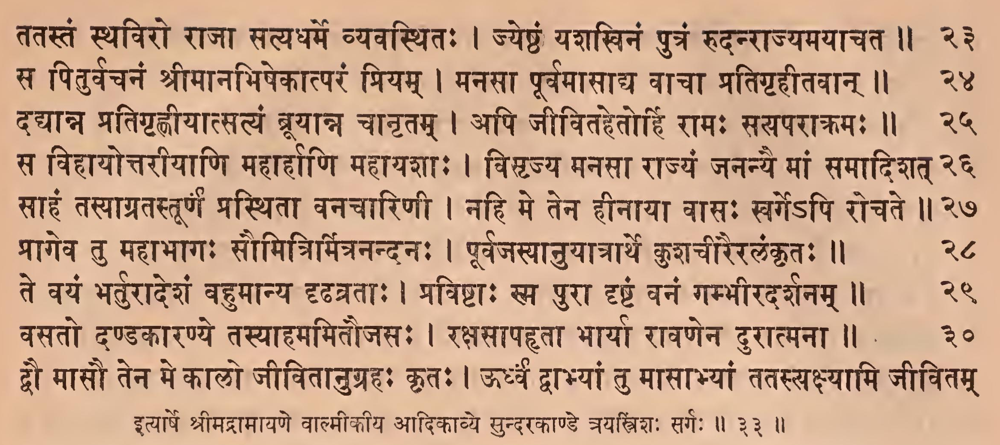 ततस्तं स्थविरो राजा सत्यधर्मे व्यवस्थितः । ज्येष्ठं यशस्विनं पुत्रं रुदन्राज्यमयाचत ॥ २३
स पितुर्वचनं श्रीमानभिषेकात्परं प्रियम् । मनसा पूर्वमासाद्य वाचा प्रतिगृहीतवान् ॥ २४
दद्यान्न प्रतिगृह्णीयात्सत्यं ब्रूयान्न चानृतम् । अपि जीवितहेतोर्हि रामः सत्यपराक्रमः ॥ २५
स विहायोत्तरीयाणि महार्हाणि महायशाः । विसृज्य मनसा राज्यं जनन्यै मां समादिशत् २६
साहं तस्याग्रतस्तूर्णं प्रस्थिता वनचारिणी । नहि मे तेन हीनाया वासः स्वर्गेऽपि रोचते ॥ २७
प्रागेव तु महाभागः सौमित्रिर्मित्रनन्दनः । पूर्वजस्यानुयात्रार्थे कुशचीरैरलंकृतः ॥ २८
ते वयं भर्तुरादेशं बहुमान्य दृढव्रताः । प्रविष्टाः स्म पुरा दृष्टं वनं गम्भीरदर्शनम् ॥ २९
वसतो दण्डकारण्ये तस्याहममितौजसः । रक्षसापहृता भार्या रावणेन दुरात्मना ॥ ३०
द्वौ मासौ तेन मे कालो जीवितानुग्रहः कृतः । ऊर्ध्वं द्वाभ्यां तु मासाभ्यां ततस्त्यक्ष्यामि जीवितम्
इत्यार्षे श्रीमद्रामायणे वाल्मीकीय आदिकाव्ये सुन्दरकाण्डे त्रयस्त्रिंशः सर्गः ॥ ३३ ॥